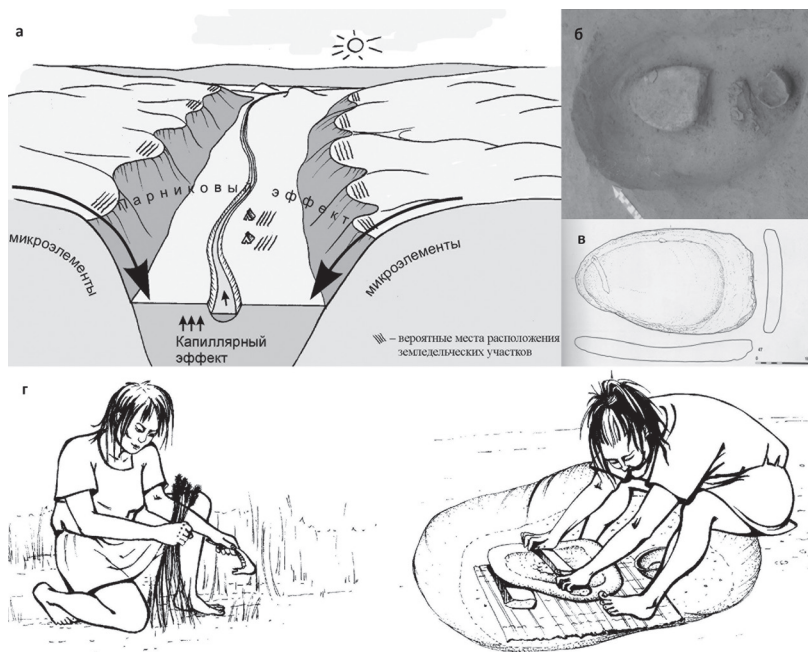 а
парниковый эффект
микроэлементы
микроэлементы
Капиллярный
эффект
– вероятные места расположения
земледельческих участков
б
в
г